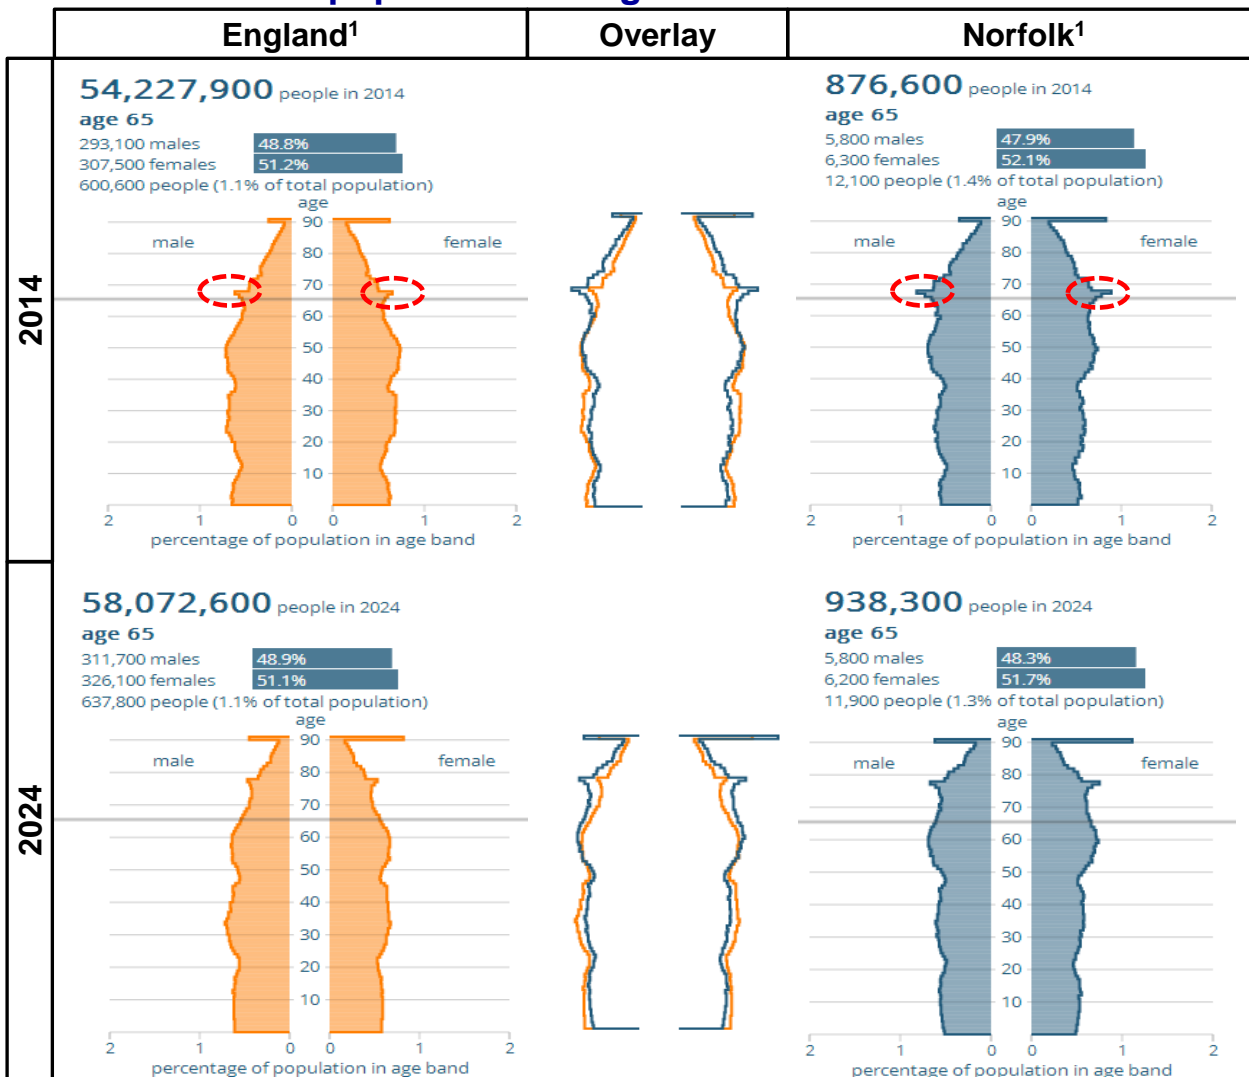 England¹
Overlay
Norfolk¹
2014
54,227,900 people in 2014
age 65
293,100 males 48.8%
307,500 females 51.2%
600,600 people (1.1% of total population)
age
male
female
90
80
70
60
50
40
30
20
10
2 1 0 0 1 2
percentage of population in age band
876,600 people in 2014
age 65
5,800 males 47.9%
6,300 females 52.1%
12,100 people (1.4% of total population)
age
male
female
90
80
70
60
50
40
30
20
10
2 1 0 0 1 2
percentage of population in age band
2024
58,072,600 people in 2024
age 65
311,700 males 48.9%
326,100 females 51.1%
637,800 people (1.1% of total population)
age
male
female
90
80
70
60
50
40
30
20
10
2 1 0 0 1 2
percentage of population in age band
938,300 people in 2024
age 65
5,800 males 48.3%
6,200 females 51.7%
11,900 people (1.3% of total population)
age
male
female
90
80
70
60
50
40
30
20
10
2 1 0 0 1 2
percentage of population in age band